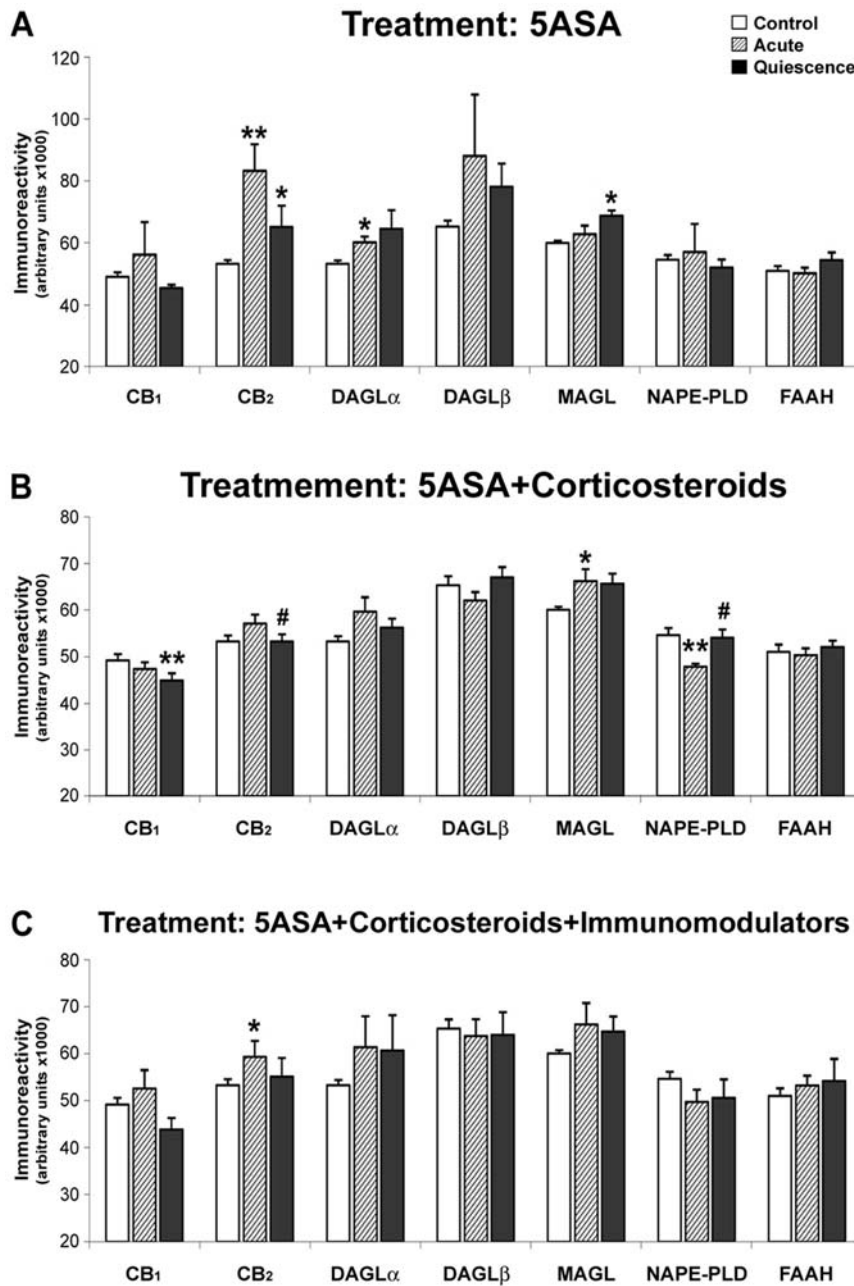 A
Treatment: 5ASA
Control
Acute
Quiescence
Immunoreactivity
(arbitrary units x1000)
120
100
80
60
40
20
**
*
*
*
CB1
CB2
DAGLα
DAGLβ
MAGL
NAPE-PLD
FAAH
B
Treatmement: 5ASA+Corticosteroids
Immunoreactivity
(arbitrary units x1000)
80
70
60
50
40
30
20
**
#
*
**
#
CB1
CB2
DAGLα
DAGLβ
MAGL
NAPE-PLD
FAAH
C
Treatment: 5ASA+Corticosteroids+Immunomodulators
Immunoreactivity
(arbitrary units x1000)
80
70
60
50
40
30
20
*
CB1
CB2
DAGLα
DAGLβ
MAGL
NAPE-PLD
FAAH